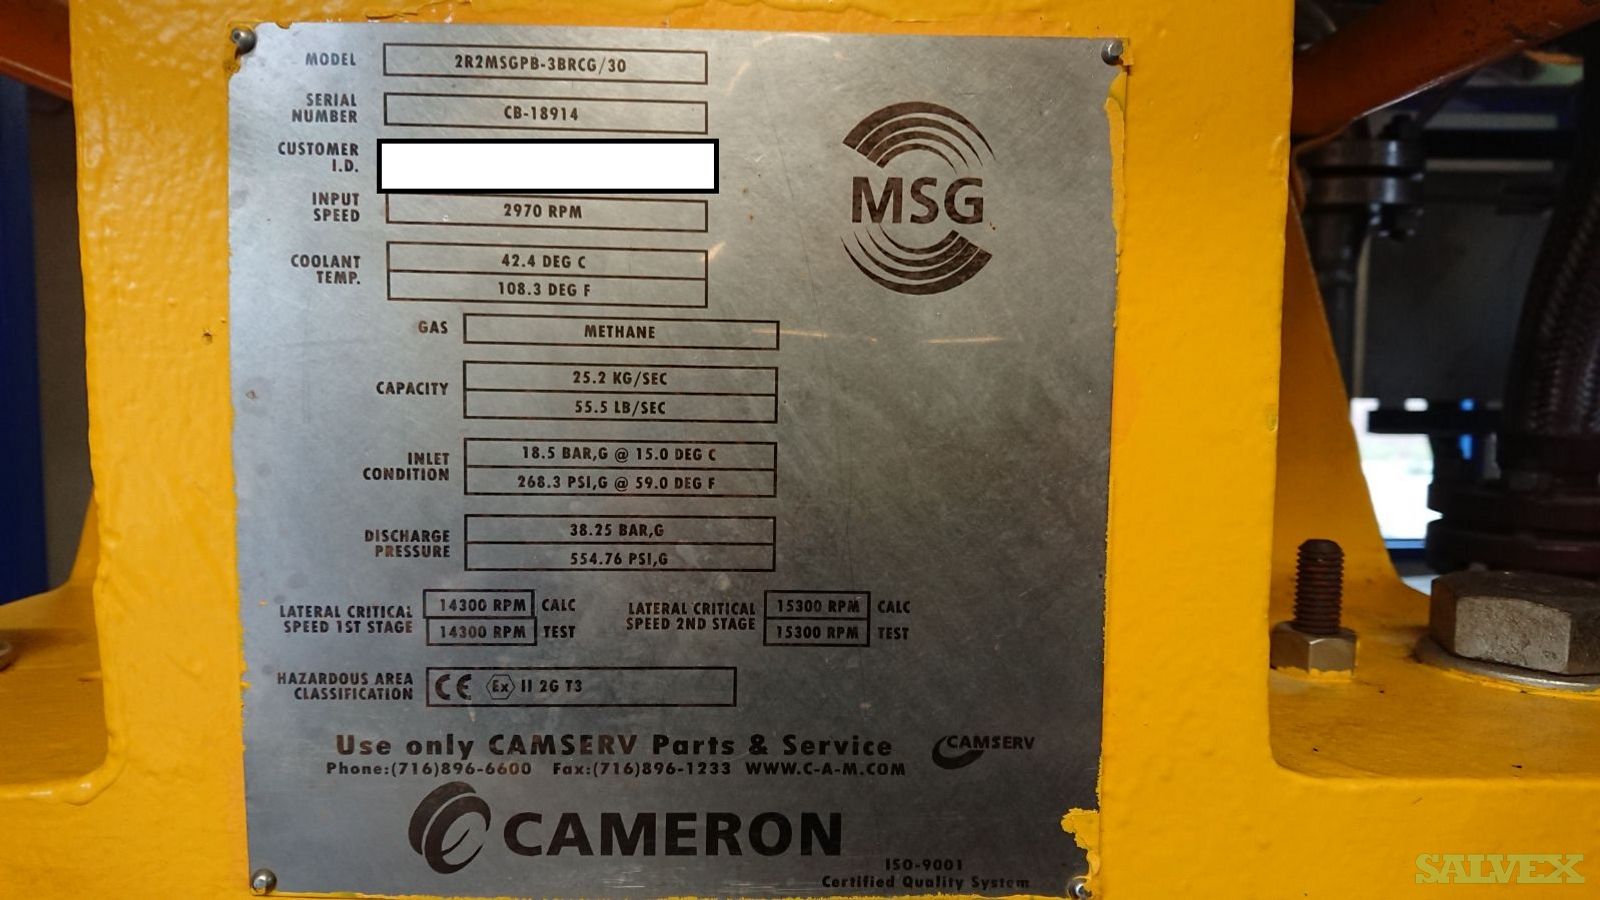 MODEL 2R2MSGPB-3BRCG/30
SERIAL NUMBER CB-18914
CUSTOMER I.D.
INPUT SPEED 2970 RPM
COOLANT TEMP. 42.4 DEG C
108.3 DEG F
MSG
GAS METHANE
CAPACITY 25.2 KG/SEC
55.5 LB/SEC
INLET CONDITION 18.5 BAR,G @ 15.0 DEG C
268.3 PSI,G @ 59.0 DEG F
DISCHARGE PRESSURE 38.25 BAR,G
554.76 PSI,G
LATERAL CRITICAL SPEED 1ST STAGE 14300 RPM CALC
14300 RPM TEST
LATERAL CRITICAL SPEED 2ND STAGE 15300 RPM CALC
15300 RPM TEST
HAZARDOUS AREA CLASSIFICATION CE Ex II 2G T3
Use only CAMSERV Parts & Service
CAMSERV
Phone:(716)896-6600 Fax:(716)896-1233 WWW.C-A-M.COM
CAMERON
ISO-9001
Certified Quality System
SALVEX